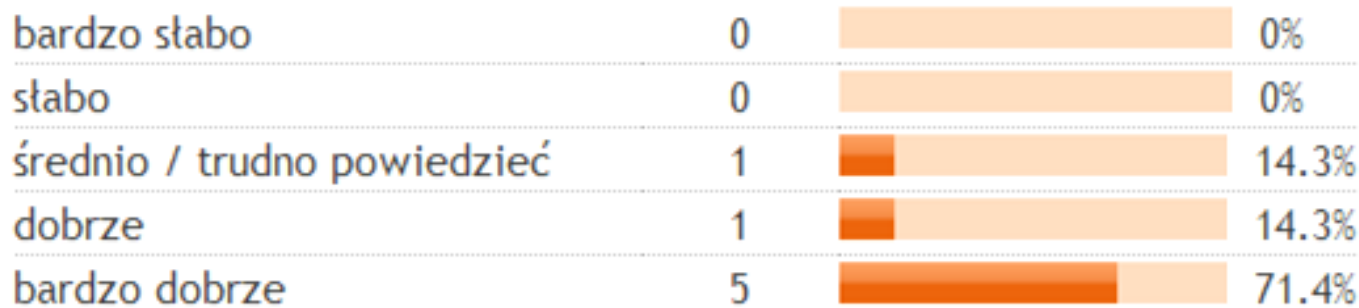 bardzo słabo 0 0%
słabo 0 0%
średnio / trudno powiedzieć 1 14.3%
dobrze 1 14.3%
bardzo dobrze 5 71.4%